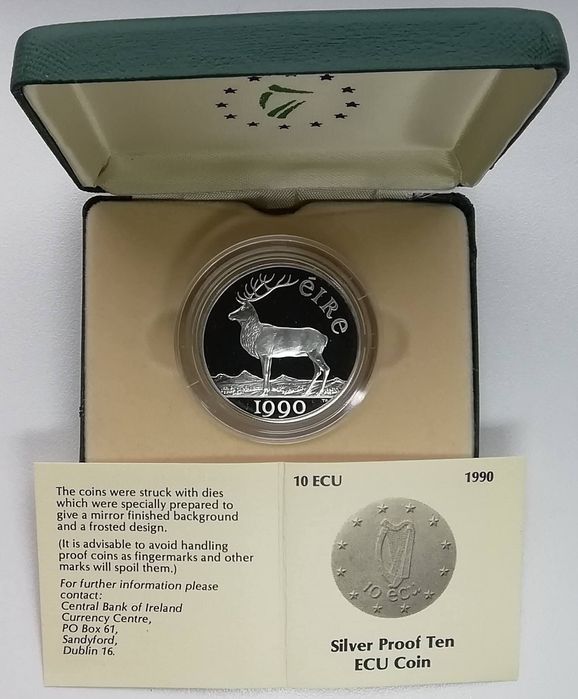 éIRe
1990
The coins were struck with dies
which were specially prepared to
give a mirror finished background
and a frosted design.
(It is advisable to avoid handling
proof coins as fingermarks and other
marks will spoil them.)
For further information please
contact:
Central Bank of Ireland
Currency Centre,
PO Box 61,
Sandyford,
Dublin 16.
10 ECU 1990
10 écu
Silver Proof Ten
ECU Coin